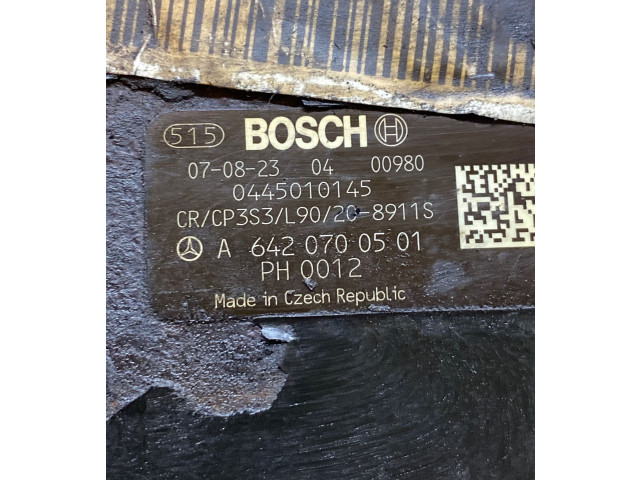 515 BOSCH
07-08-23 04 00980
0445010145
CR/CP3S3/L90/20-8911S
A 642 070 05 01
PH 0012
Made in Czech Republic